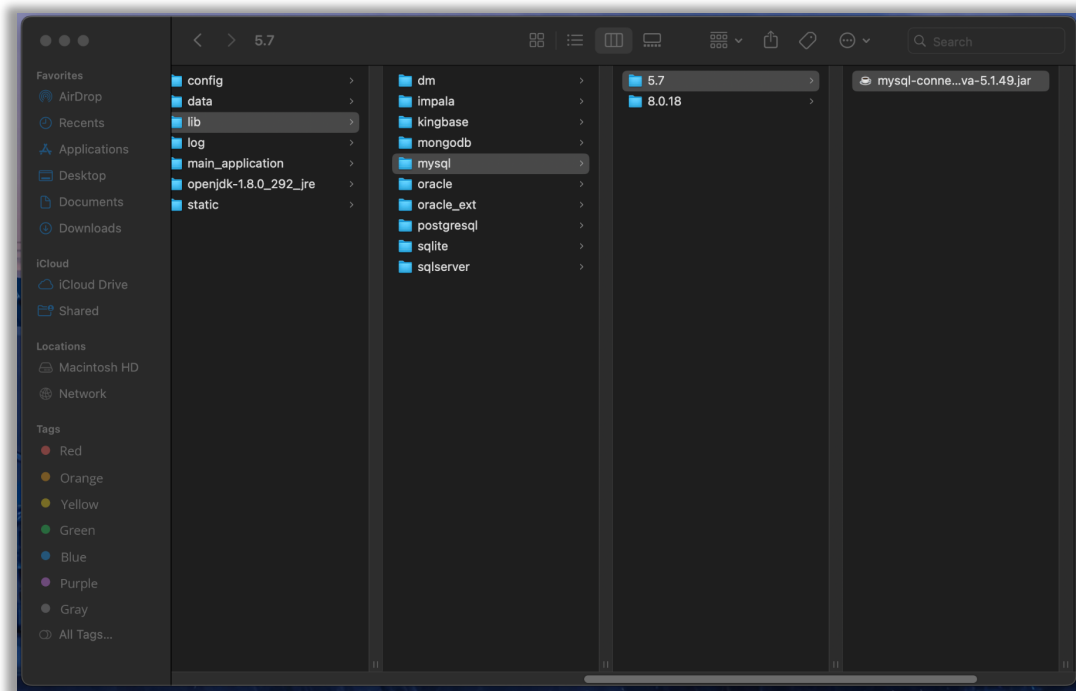 5.7
Search
Favorites
AirDrop
Recents
Applications
Desktop
Documents
Downloads
iCloud
iCloud Drive
Shared
Locations
Macintosh HD
Network
Tags
Red
Orange
Yellow
Green
Blue
Purple
Gray
All Tags...
config
data
lib
log
main_application
openjdk-1.8.0_292_jre
static
dm
impala
kingbase
mongodb
mysql
oracle
oracle_ext
postgresql
sqlite
sqlserver
5.7
8.0.18
mysql-conne...va-5.1.49.jar